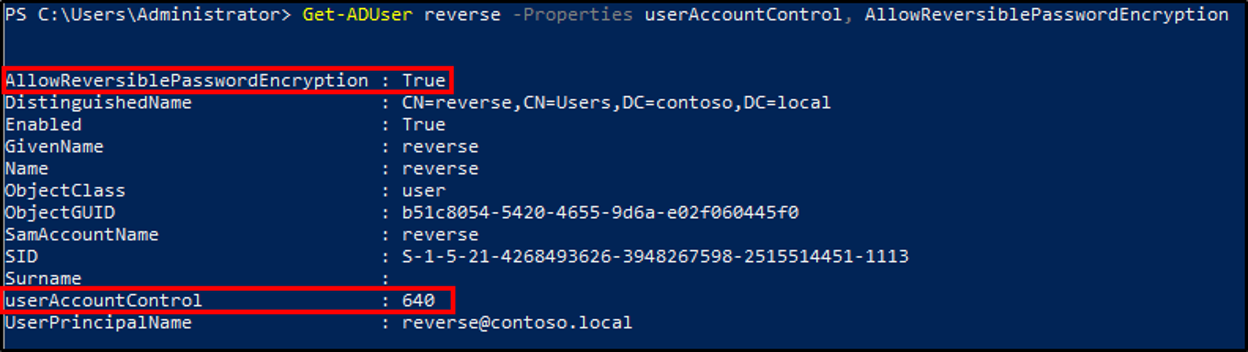 PS C:\Users\Administrator> Get-ADUser reverse -Properties userAccountControl, AllowReversiblePasswordEncryption
AllowReversiblePasswordEncryption : True
DistinguishedName : CN=reverse,CN=Users,DC=contoso,DC=local
Enabled : True
GivenName : reverse
Name : reverse
ObjectClass : user
ObjectGUID : b51c8054-5420-4655-9d6a-e02f060445f0
SamAccountName : reverse
SID : S-1-5-21-4268493626-3948267598-2515514451-1113
Surname :
userAccountControl : 640
UserPrincipalName : reverse@contoso.local